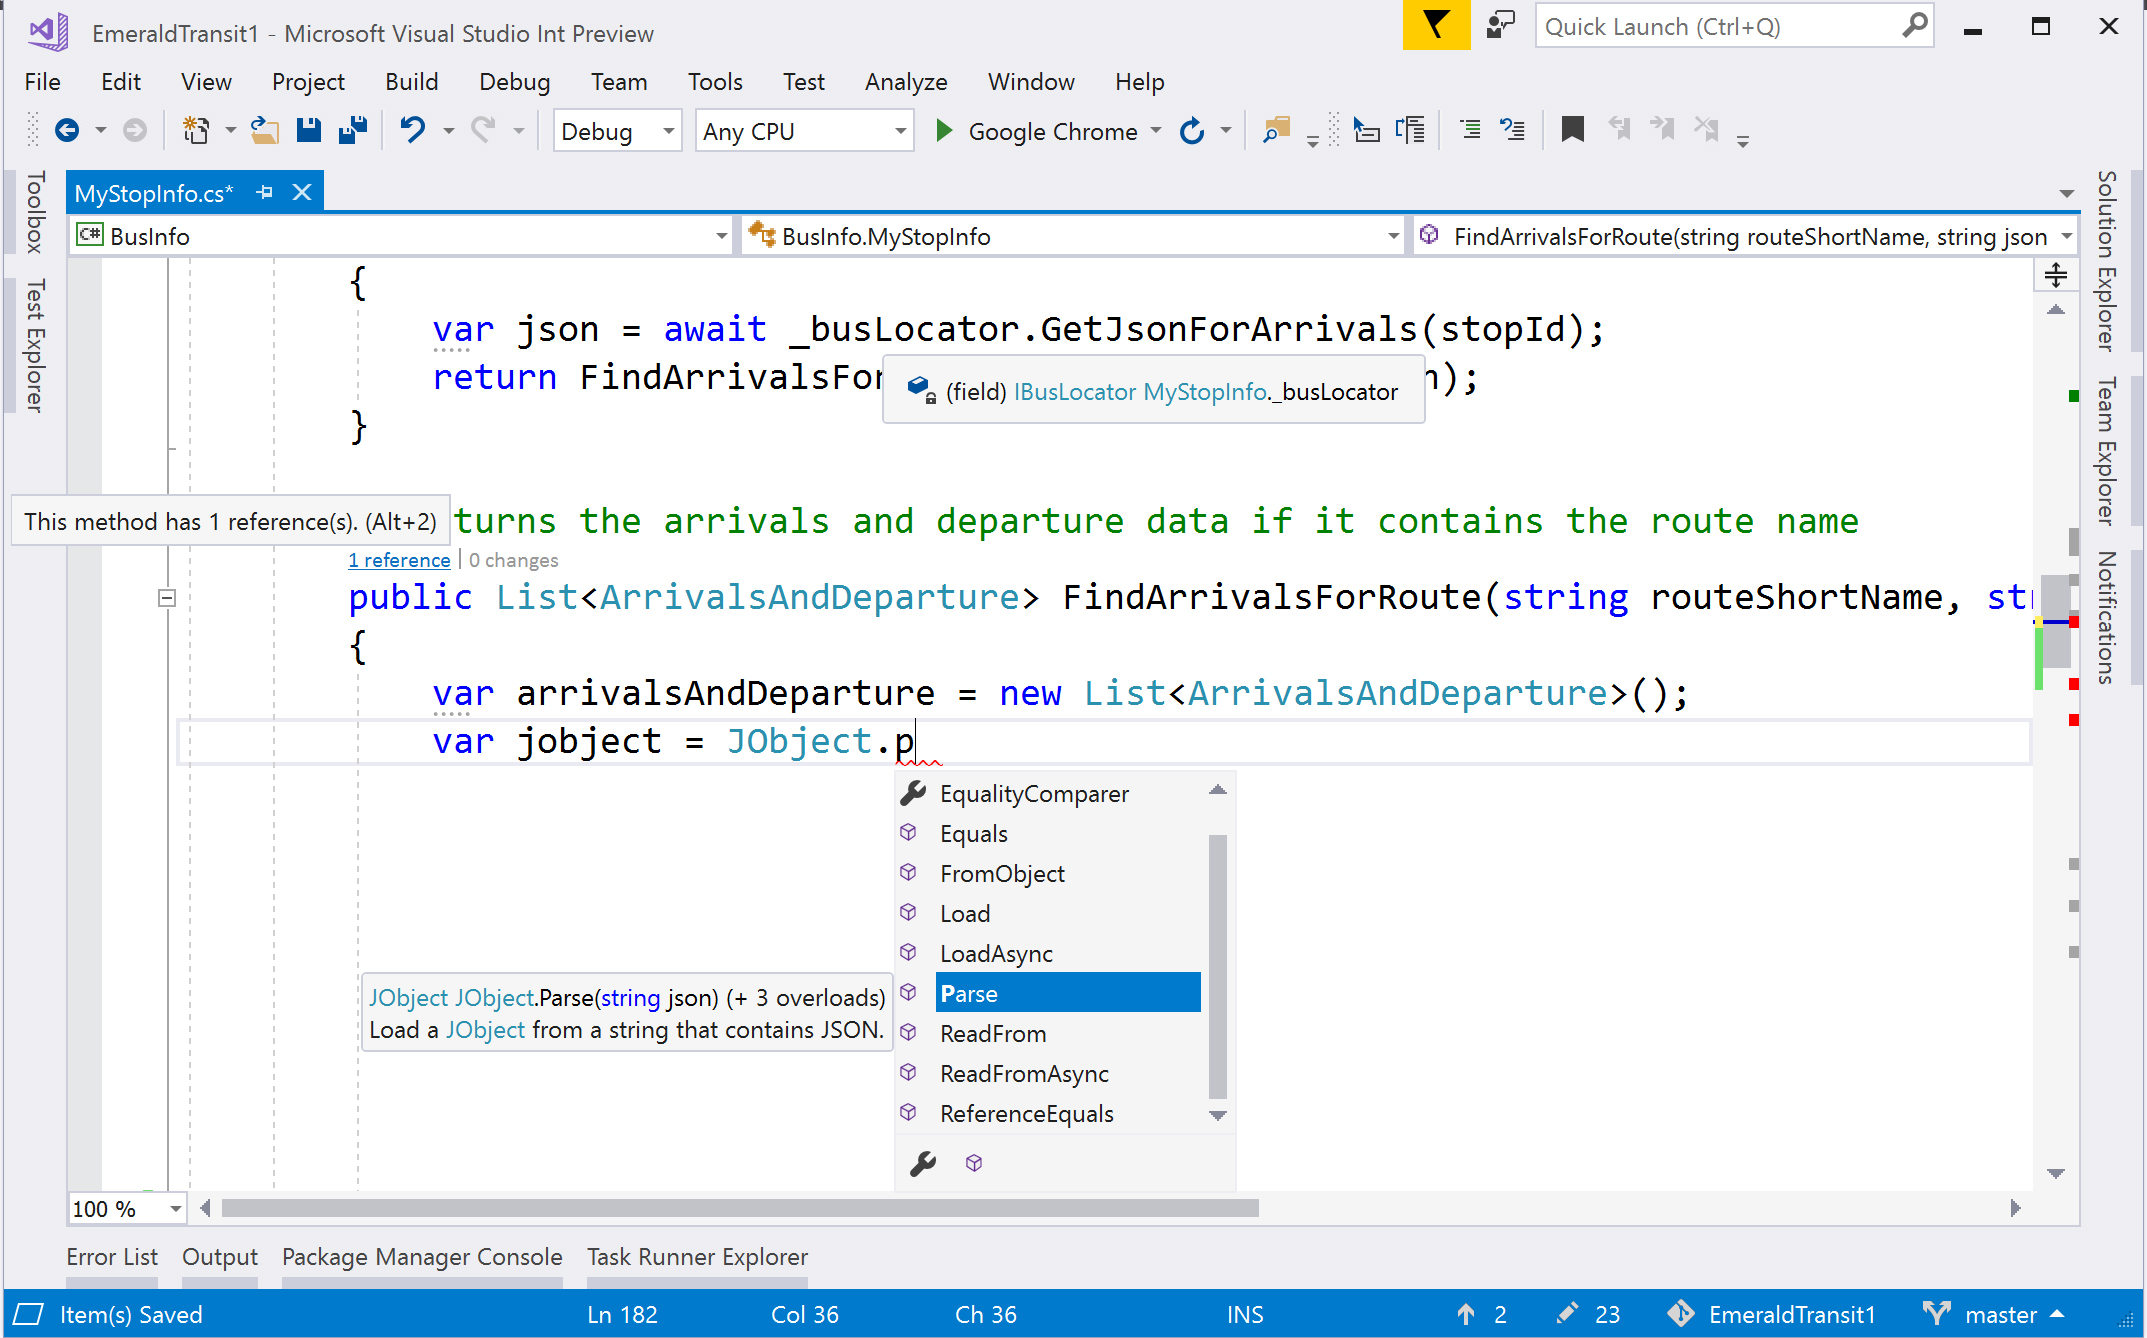 EmeraldTransit1 - Microsoft Visual Studio Int Preview
Quick Launch (Ctrl+Q)
File Edit View Project Build Debug Team Tools Test Analyze Window Help
Debug Any CPU Google Chrome
Toolbox
Test Explorer
MyStopInfo.cs*
C# BusInfo BusInfo.MyStopInfo FindArrivalsForRoute(string routeShortName, string json
{
var json = await _busLocator.GetJsonForArrivals(stopId);
return FindArrivalsFor n);
(field) IBusLocator MyStopInfo._busLocator
}
This method has 1 reference(s). (Alt+2)
turns the arrivals and departure data if it contains the route name
1 reference | 0 changes
public List<ArrivalsAndDeparture> FindArrivalsForRoute(string routeShortName, str
{
var arrivalsAndDeparture = new List<ArrivalsAndDeparture>();
var jobject = JObject.p
EqualityComparer
Equals
FromObject
Load
LoadAsync
Parse
ReadFrom
ReadFromAsync
ReferenceEquals
JObject JObject.Parse(string json) (+ 3 overloads)
Load a JObject from a string that contains JSON.
Solution Explorer
Team Explorer
Notifications
100 %
Error List Output Package Manager Console Task Runner Explorer
Item(s) Saved Ln 182 Col 36 Ch 36 INS 2 23 EmeraldTransit1 master